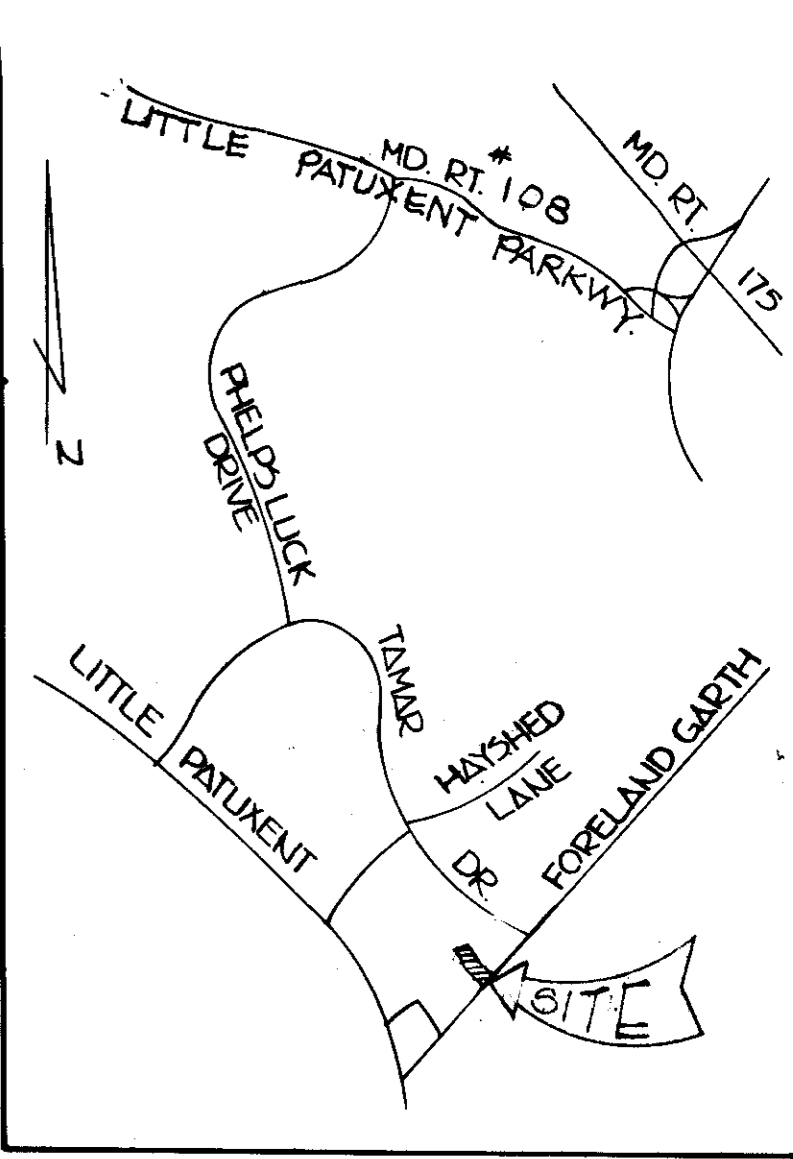 LITTLE PATUXENT PARKWY.
MD. RT. # 108
MD. RT. 175
N
PHELPS LUCK
DRIVE
TAMAR DR.
LITTLE PATUXENT
HAYSHED
LANE
FORELAND GARTH
SITE